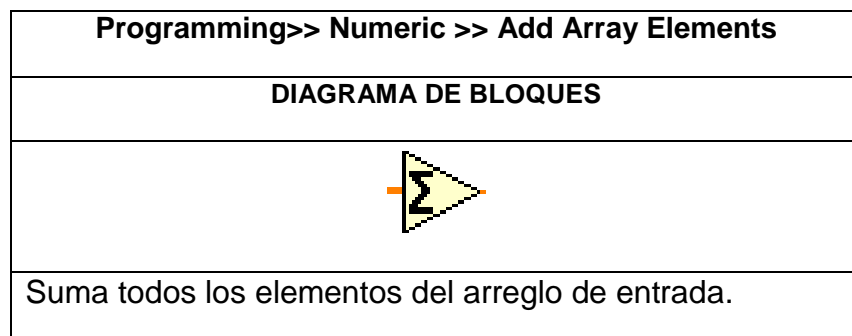 Programming>> Numeric >> Add Array Elements
DIAGRAMA DE BLOQUES
Σ
Suma todos los elementos del arreglo de entrada.